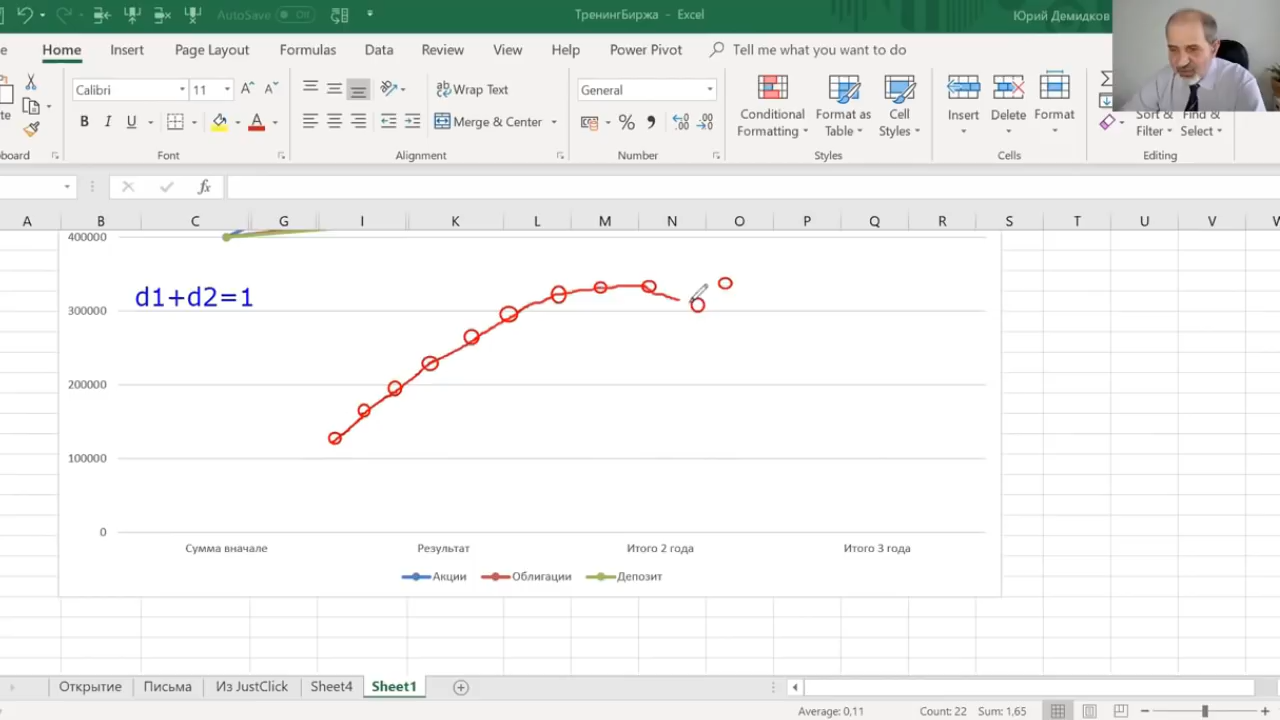 AutoSave Off
ТренингБиржа - Excel
Юрий Демидков
Home Insert Page Layout Formulas Data Review View Help Power Pivot Tell me what you want to do
Calibri 11
B I U A
Wrap Text
Merge & Center
General
% 
Conditional Formatting
Format as Table
Cell Styles
Insert
Delete
Format
Sort & Filter
Find & Select
Font Alignment Number Styles Cells Editing
fx
A B C G I K L M N O P Q R S T U V
400000
d1+d2=1
300000
200000
100000
0
Сумма вначале Результат Итого 2 года Итого 3 года
Акции Облигации Депозит
Открытие Письма Из JustClick Sheet4 Sheet1
Average: 0,11 Count: 22 Sum: 1,65